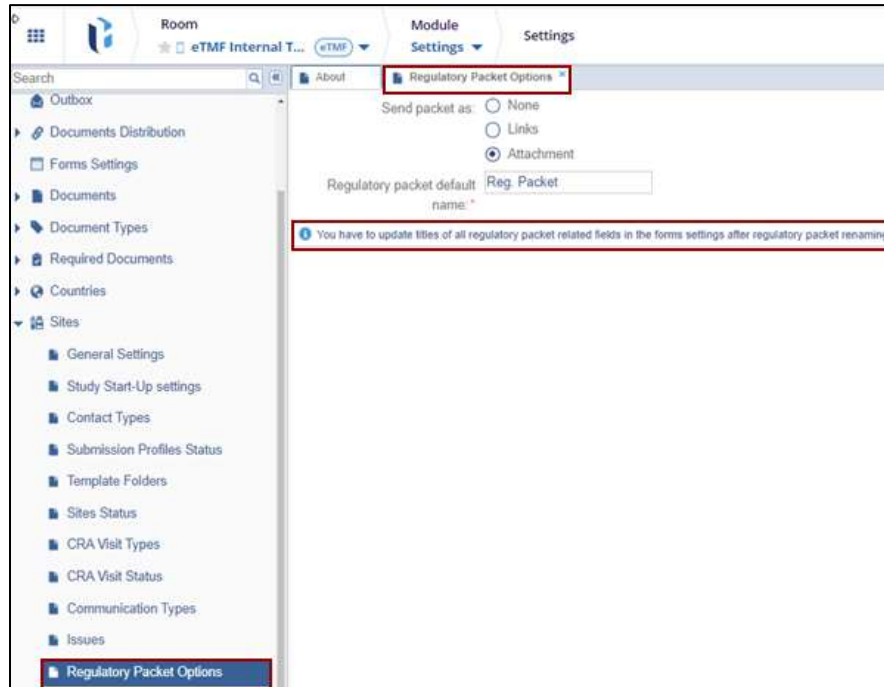 Room
eTMF Internal T... eTMF
Module
Settings
Settings
Search
Outbox
Documents Distribution
Forms Settings
Documents
Document Types
Required Documents
Countries
Sites
General Settings
Study Start-Up settings
Contact Types
Submission Profiles Status
Template Folders
Sites Status
CRA Visit Types
CRA Visit Status
Communication Types
Issues
Regulatory Packet Options
About
Regulatory Packet Options
Send packet as:
None
Links
Attachment
Regulatory packet default
name: *
Reg. Packet
You have to update titles of all regulatory packet related fields in the forms settings after regulatory packet renaming